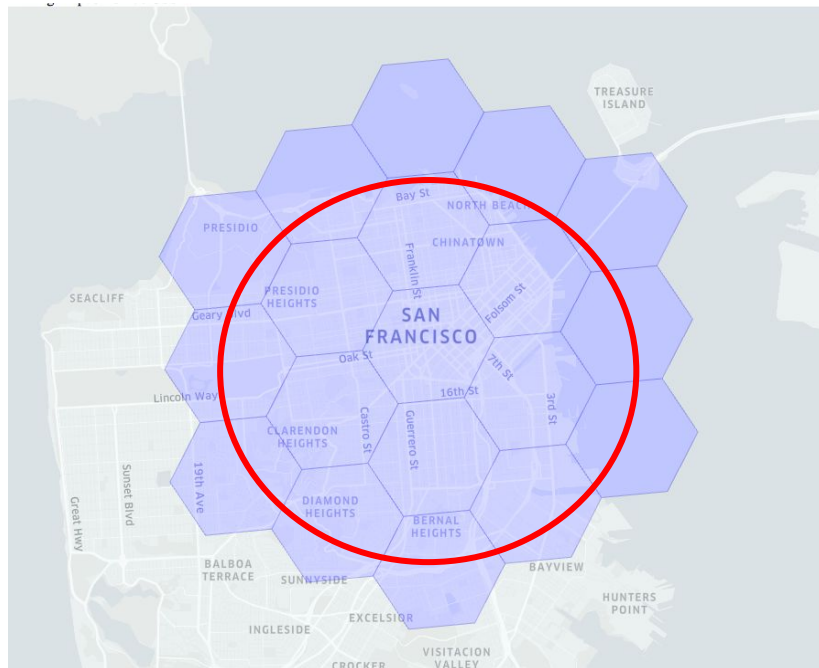 TREASURE
ISLAND
Bay St
NORTH BEACH
PRESIDIO
CHINATOWN
Franklin St
SEACLIFF
PRESIDIO
HEIGHTS
Geary Blvd
Folsom St
SAN
FRANCISCO
Oak St
7th St
Lincoln Way
16th St
3rd St
Castro St
Guerrero St
CLARENDON
HEIGHTS
19th Ave
Sunset Blvd
Great Hwy
DIAMOND
HEIGHTS
BERNAL
HEIGHTS
BALBOA
TERRACE
SUNNYSIDE
BAYVIEW
HUNTERS
POINT
EXCELSIOR
INGLESIDE
VISITACION
VALLEY
CROCKER